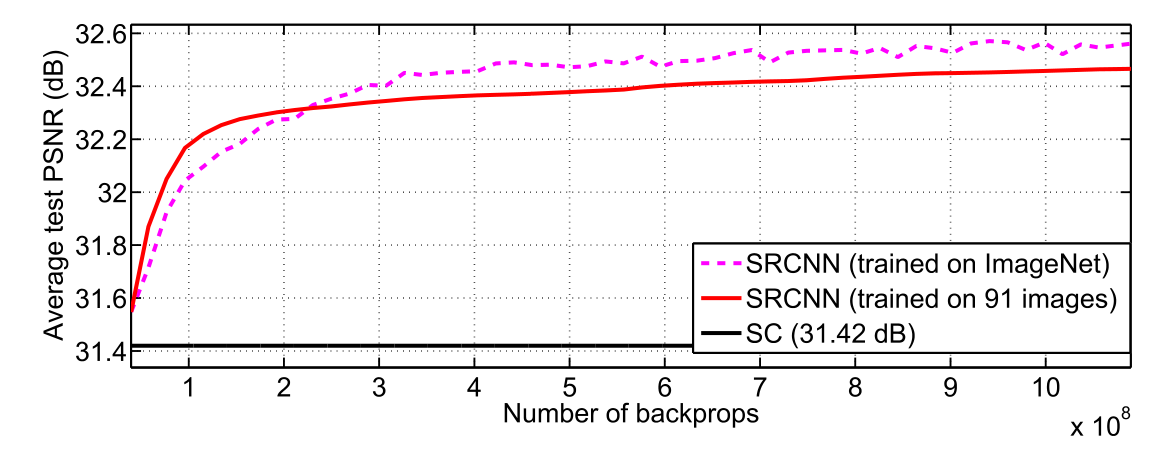 Average test PSNR (dB)
32.6
32.4
32.2
32
31.8
31.6
31.4
SRCNN (trained on ImageNet)
SRCNN (trained on 91 images)
SC (31.42 dB)
1 2 3 4 5 6 7 8 9 10
Number of backprops
x 10⁸